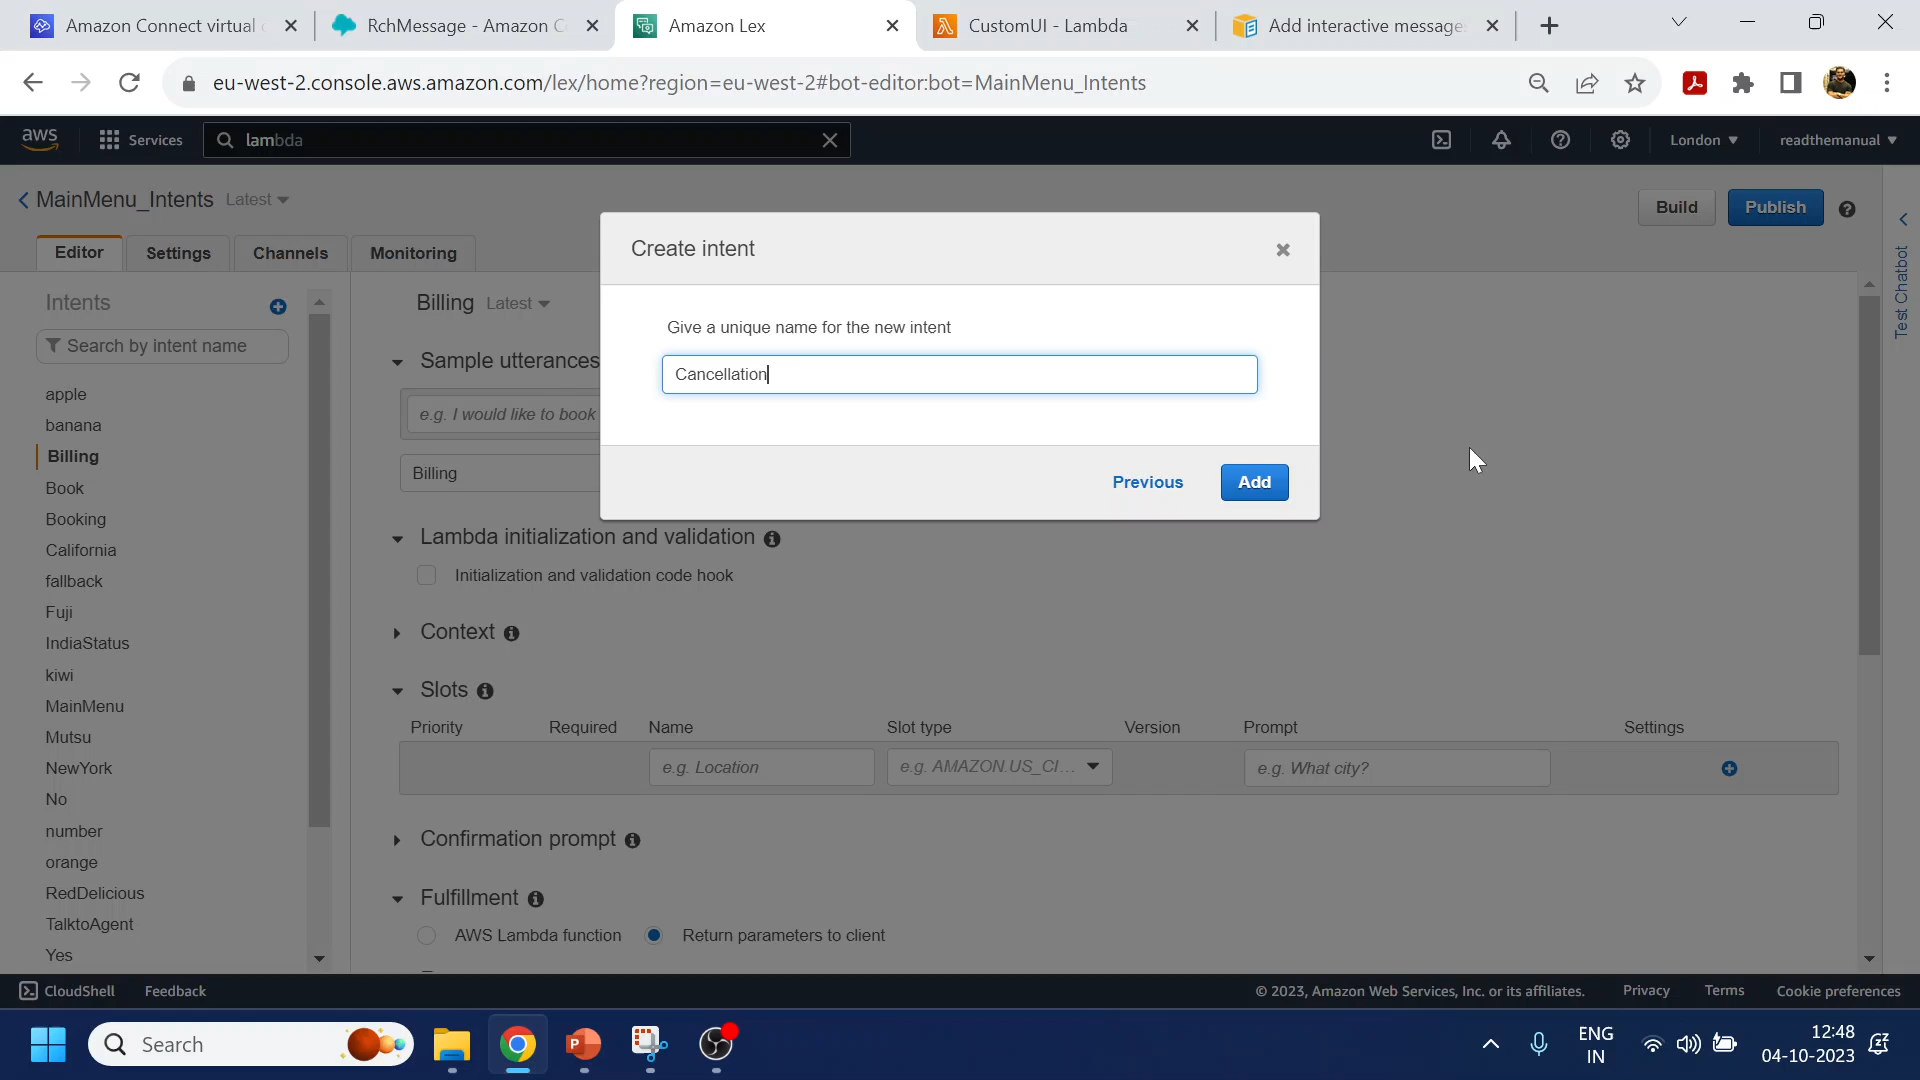 Amazon Connect virtual
RchMessage - Amazon C
Amazon Lex
CustomUI - Lambda
Add interactive message
eu-west-2.console.aws.amazon.com/lex/home?region=eu-west-2#bot-editor:bot=MainMenu_Intents
aws
Services
lambda
London
readthemanual
MainMenu_Intents Latest
Build
Publish
Editor
Settings
Channels
Monitoring
Test Chatbot
Create intent
Give a unique name for the new intent
Cancellation
Previous
Add
Intents
Search by intent name
apple
banana
Billing
Book
Booking
California
fallback
Fuji
IndiaStatus
kiwi
MainMenu
Mutsu
NewYork
No
number
orange
RedDelicious
TalktoAgent
Yes
Billing Latest
Sample utterances
e.g. I would like to book
Billing
Lambda initialization and validation
Initialization and validation code hook
Context
Slots
Priority Required Name Slot type Version Prompt Settings
e.g. Location e.g. AMAZON.US_CI... e.g. What city?
Confirmation prompt
Fulfillment
AWS Lambda function Return parameters to client
CloudShell Feedback © 2023, Amazon Web Services, Inc. or its affiliates. Privacy Terms Cookie preferences
Search
P
ENG
IN
12:48
04-10-2023